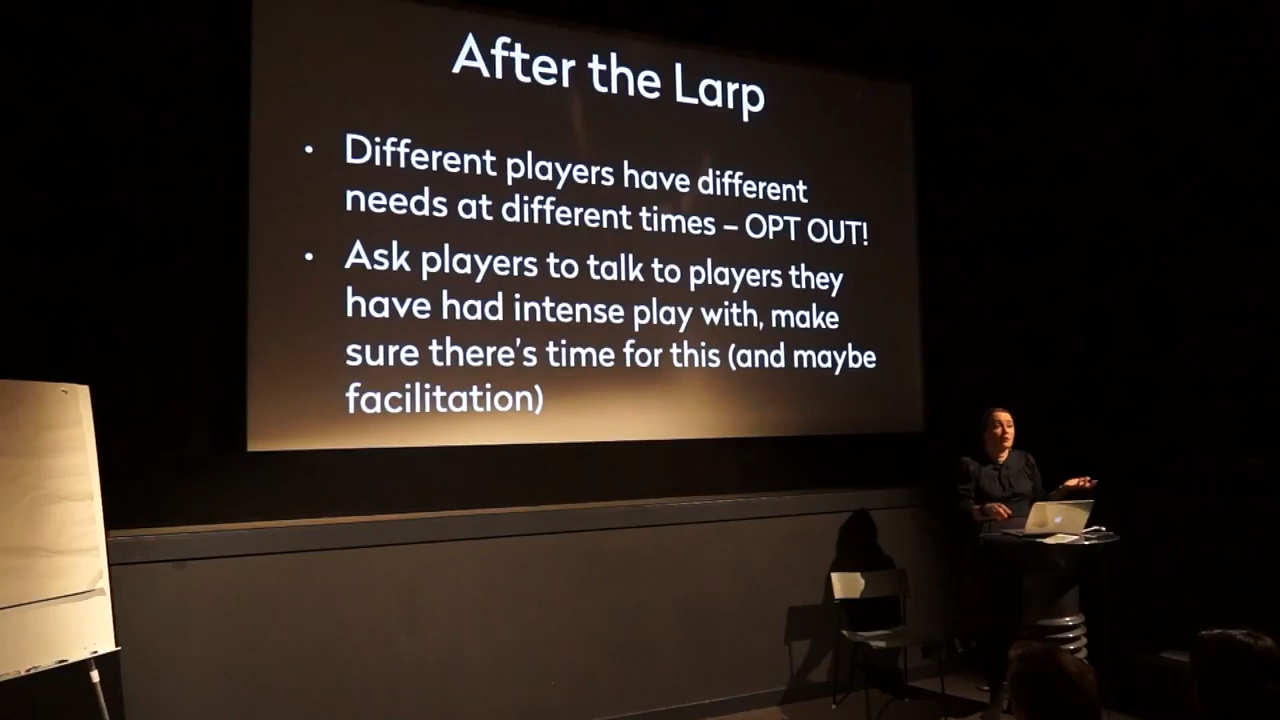 After the Larp
• Different players have different
needs at different times – OPT OUT!
• Ask players to talk to players they
have had intense play with, make
sure there's time for this (and maybe
facilitation)